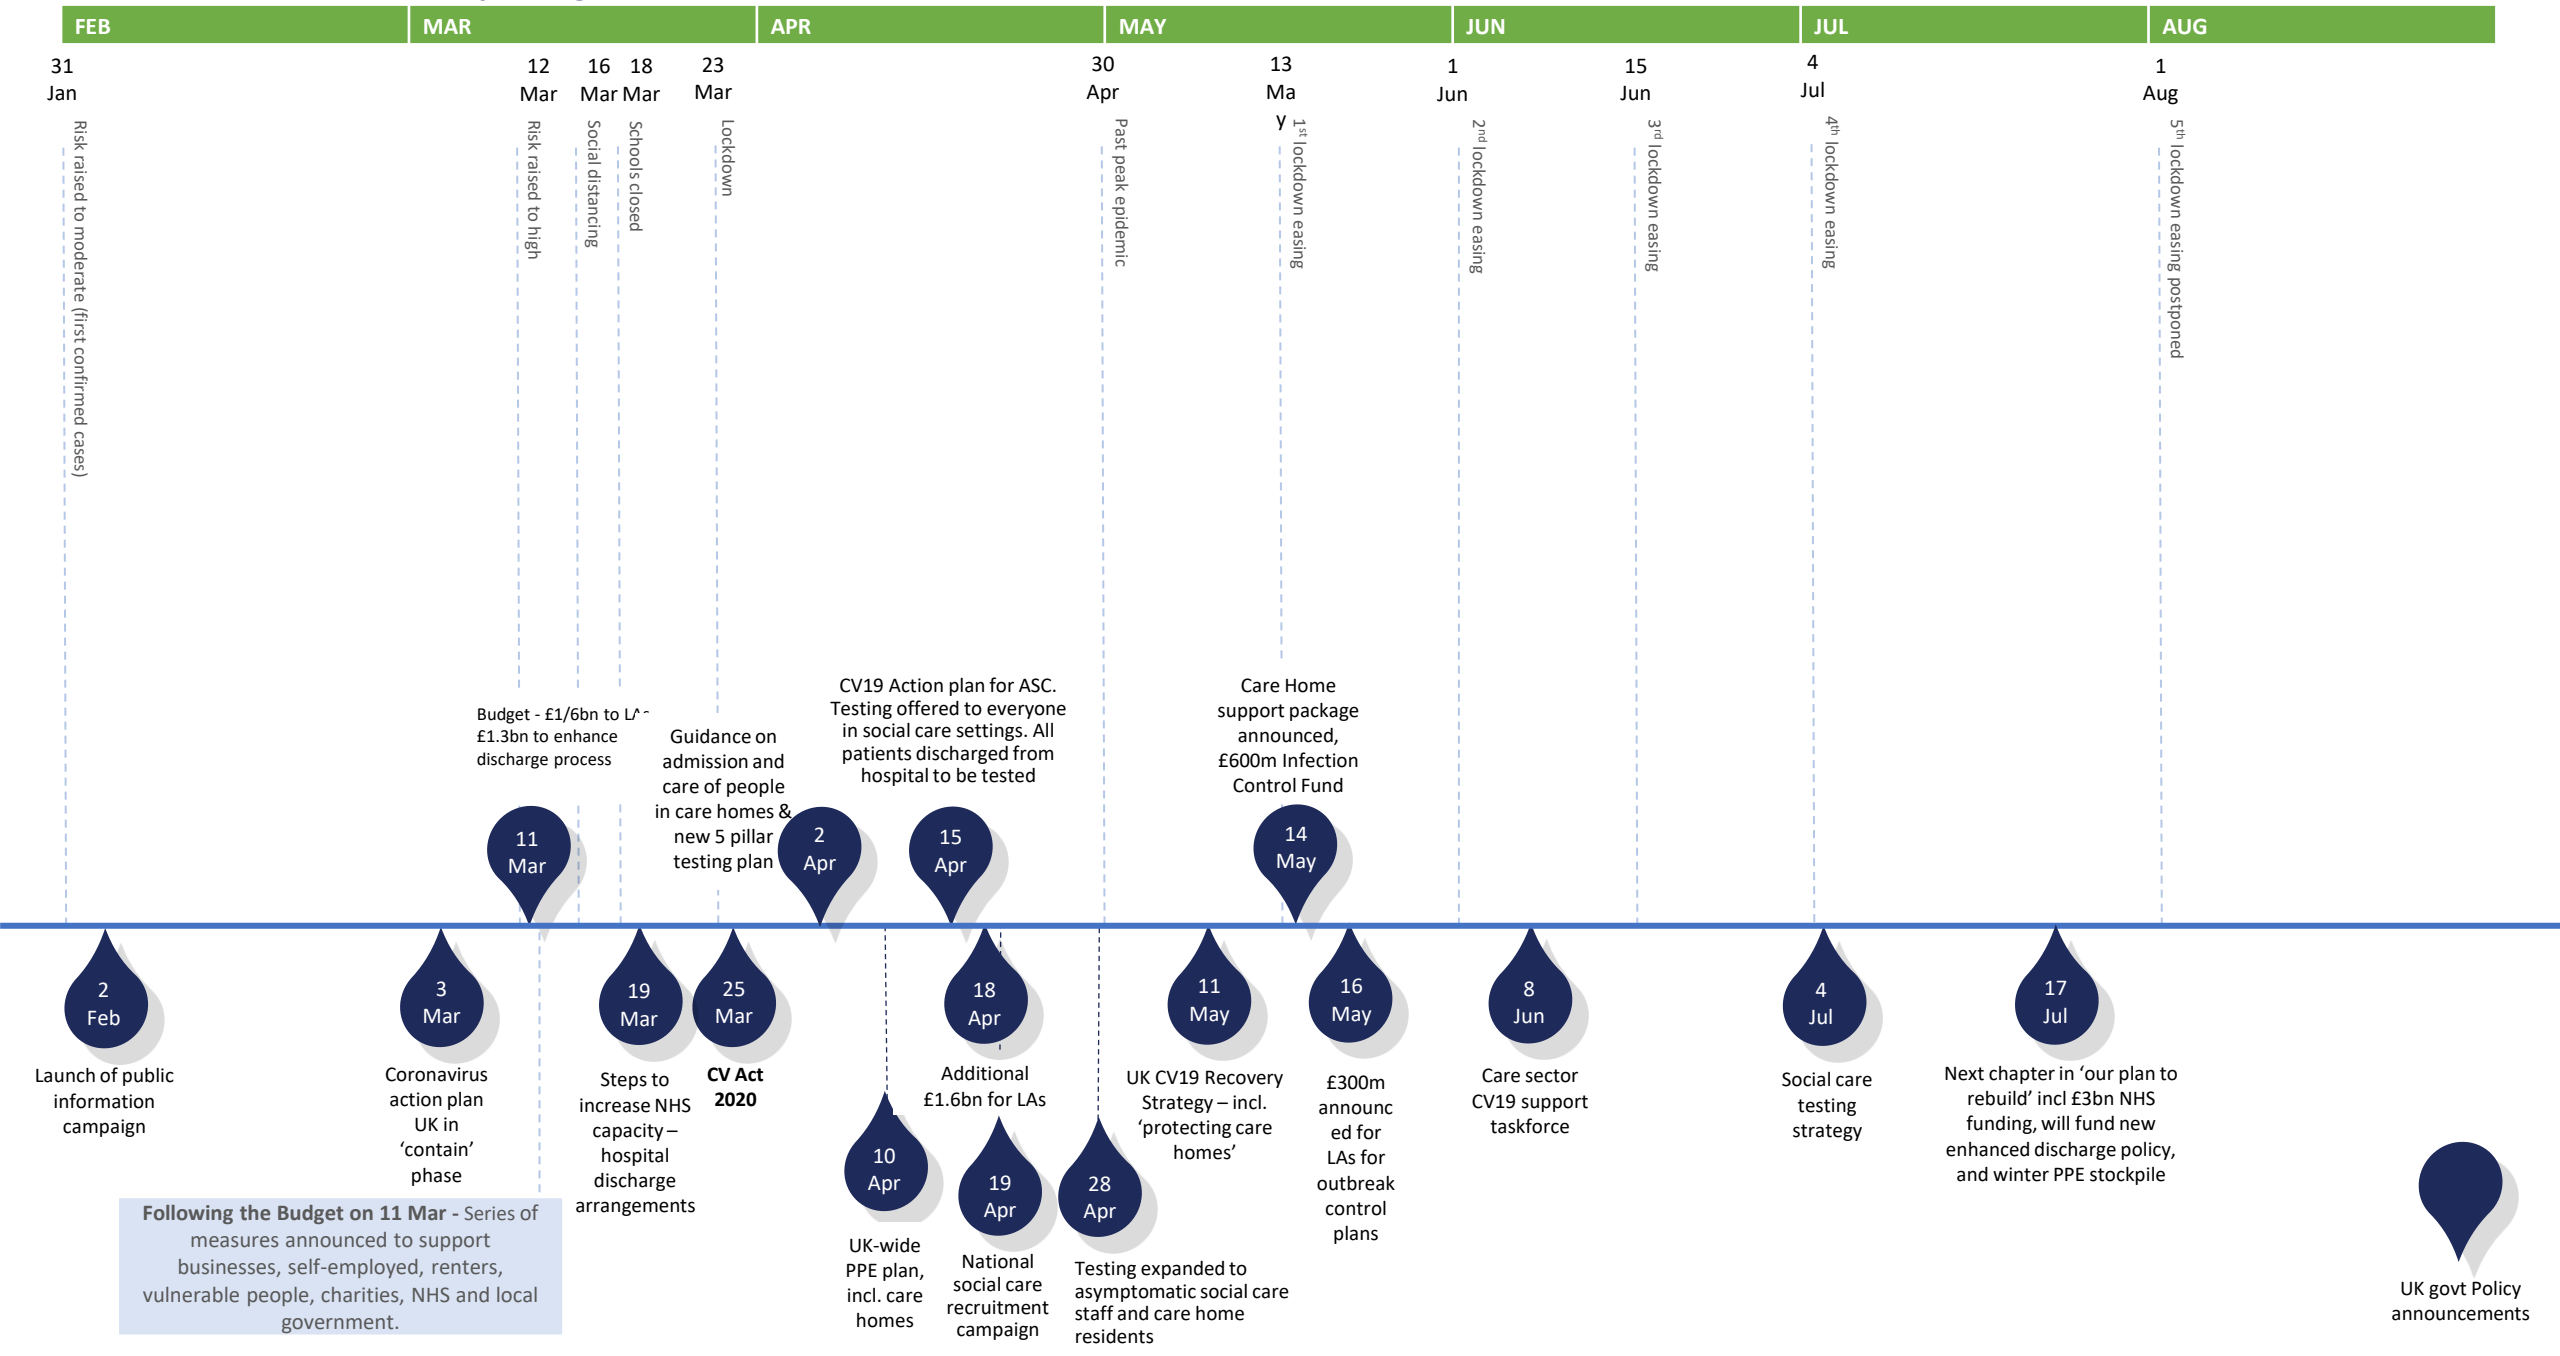 FEB
MAR
APR
MAY
JUN
JUL
AUG
31
Jan
12
Mar
16
Mar
18
Mar
23
Mar
30
Apr
13
Ma
y
1
Jun
15
Jun
4
Jul
1
Aug
Risk raised to moderate (first confirmed cases)
Risk raised to high
Social distancing
Schools closed
Lockdown
Past peak epidemic
1st lockdown easing
2nd lockdown easing
3rd lockdown easing
4th lockdown easing
5th lockdown easing postponed
Budget - £1/6bn to LAs
£1.3bn to enhance
discharge process
11
Mar
Guidance on
admission and
care of people
in care homes &
new 5 pillar
testing plan
2
Apr
CV19 Action plan for ASC.
Testing offered to everyone
in social care settings. All
patients discharged from
hospital to be tested
15
Apr
Care Home
support package
announced,
£600m Infection
Control Fund
14
May
2
Feb
Launch of public
information
campaign
3
Mar
Coronavirus
action plan
UK in
‘contain’
phase
19
Mar
Steps to
increase NHS
capacity –
hospital
discharge
arrangements
25
Mar
CV Act
2020
10
Apr
UK-wide
PPE plan,
incl. care
homes
18
Apr
Additional
£1.6bn for LAs
19
Apr
National
social care
recruitment
campaign
28
Apr
Testing expanded to
asymptomatic social care
staff and care home
residents
11
May
UK CV19 Recovery
Strategy – incl.
‘protecting care
homes’
16
May
£300m
announc
ed for
LAs for
outbreak
control
plans
8
Jun
Care sector
CV19 support
taskforce
4
Jul
Social care
testing
strategy
17
Jul
Next chapter in ‘our plan to
rebuild’ incl £3bn NHS
funding, will fund new
enhanced discharge policy,
and winter PPE stockpile
Following the Budget on 11 Mar - Series of
measures announced to support
businesses, self-employed, renters,
vulnerable people, charities, NHS and local
government.
UK govt Policy
announcements